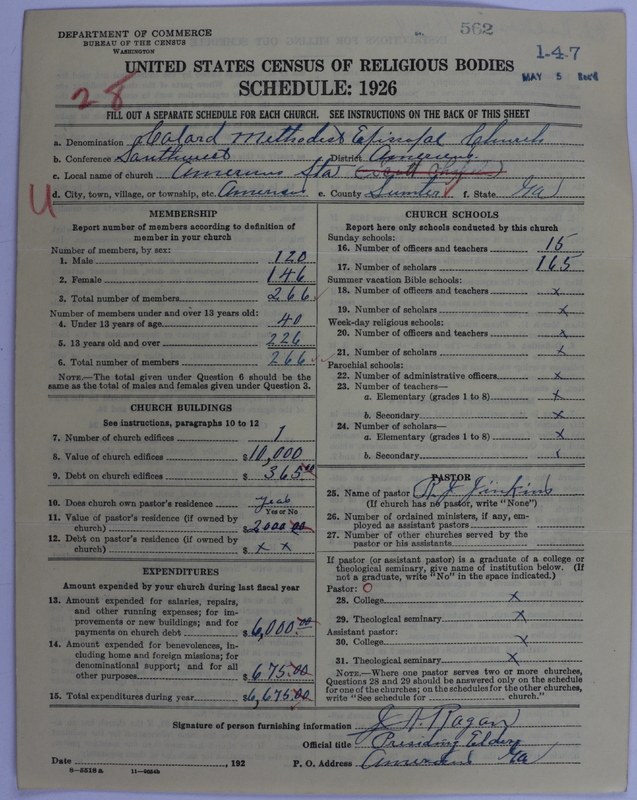 DEPARTMENT OF COMMERCE
BUREAU OF THE CENSUS
WASHINGTON
562
1-4-7
MAY 5 Rec'd
UNITED STATES CENSUS OF RELIGIOUS BODIES
SCHEDULE: 1926
28
FILL OUT A SEPARATE SCHEDULE FOR EACH CHURCH. SEE INSTRUCTIONS ON THE BACK OF THIS SHEET
a. Denomination Colard Methodist Episcopal Church
b. Conference Southwest District Americus
c. Local name of church Americus Sta
d. City, town, village, or township, etc. Americus e. County Sumter f. State Ga
U
MEMBERSHIP
Report number of members according to definition of
member in your church
Number of members, by sex:
1. Male 120
2. Female 146
3. Total number of members 266
Number of members under and over 13 years old:
4. Under 13 years of age 40
5. 13 years old and over 226
6. Total number of members 266
NOTE.—The total given under Question 6 should be the
same as the total of males and females given under Question 3.
CHURCH BUILDINGS
See instructions, paragraphs 10 to 12
7. Number of church edifices 1
8. Value of church edifices $10,000
9. Debt on church edifices $ 365.00
10. Does church own pastor's residence yeas
Yes or No
11. Value of pastor's residence (if owned by
church) $2000.00
12. Debt on pastor's residence (if owned by
church) $ x x
EXPENDITURES
Amount expended by your church during last fiscal year
13. Amount expended for salaries, repairs,
and other running expenses; for im-
provements or new buildings; and for
payments on church debt $6,000.00
14. Amount expended for benevolences, in-
cluding home and foreign missions; for
denominational support; and for all
other purposes $675.00
15. Total expenditures during year $6,675.00
CHURCH SCHOOLS
Report here only schools conducted by this church
Sunday schools:
16. Number of officers and teachers 15
17. Number of scholars 165
Summer vacation Bible schools:
18. Number of officers and teachers x
19. Number of scholars x
Week-day religious schools:
20. Number of officers and teachers x
21. Number of scholars x
Parochial schools:
22. Number of administrative officers x
23. Number of teachers—
a. Elementary (grades 1 to 8) x
b. Secondary x
24. Number of scholars—
a. Elementary (grades 1 to 8) x
b. Secondary x
PASTOR
25. Name of pastor Jinkins
(If church has no pastor, write "None")
26. Number of ordained ministers, if any, em-
ployed as assistant pastors
27. Number of other churches served by the
pastor or his assistants
If pastor (or assistant pastor) is a graduate of a college or
theological seminary, give name of institution below. (If
not a graduate, write "No" in the space indicated.)
Pastor: O
28. College x
29. Theological seminary x
Assistant pastor:
30. College x
31. Theological seminary x
NOTE.—Where one pastor serves two or more churches,
Questions 28 and 29 should be answered only on the schedule
for one of the churches; on the schedules for the other churches,
write "See schedule for church."
Signature of person furnishing information J. H. Ragan
Official title Presiding Elder
Date , 192 P. O. Address Americus Ga
8—5518 a 11—9034b